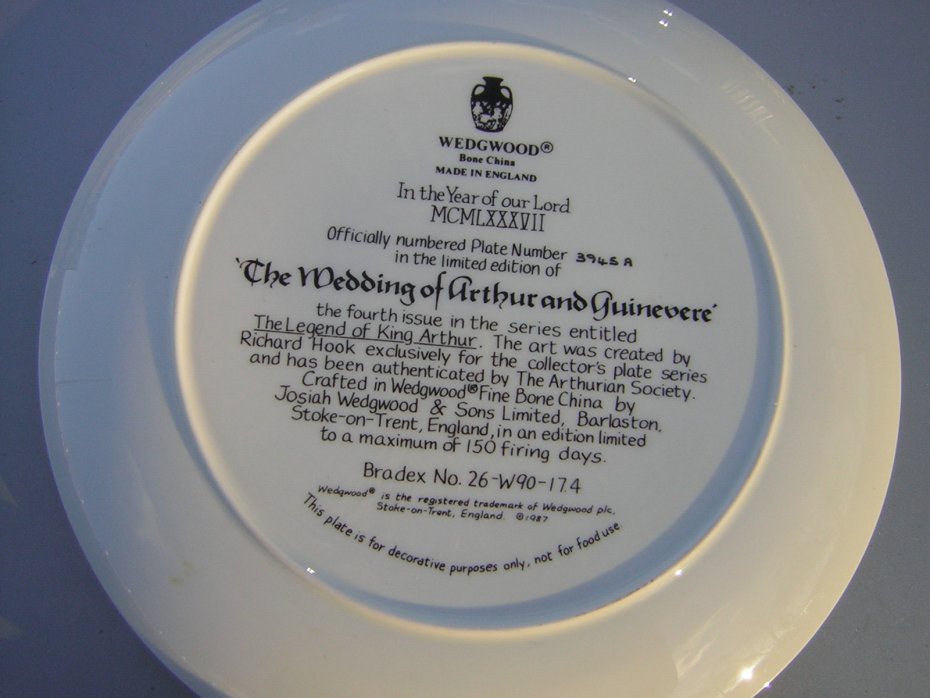 WEDGWOOD®
Bone China
MADE IN ENGLAND
In the Year of our Lord
MCMLXXXVII
Officially numbered Plate Number 3945A
in the limited edition of
'The Wedding of Arthur and Guinevere'
the fourth issue in the series entitled
The Legend of King Arthur. The art was created by
Richard Hook exclusively for the collector's plate series
and has been authenticated by The Arthurian Society.
Crafted in Wedgwood® Fine Bone China by
Josiah Wedgwood & Sons Limited, Barlaston,
Stoke-on-Trent, England, in an edition limited
to a maximum of 150 firing days.
Bradex No. 26-W90-17.4
Wedgwood® is the registered trademark of Wedgwood plc,
Stoke-on-Trent, England. ©1987
This plate is for decorative purposes only, not for food use.